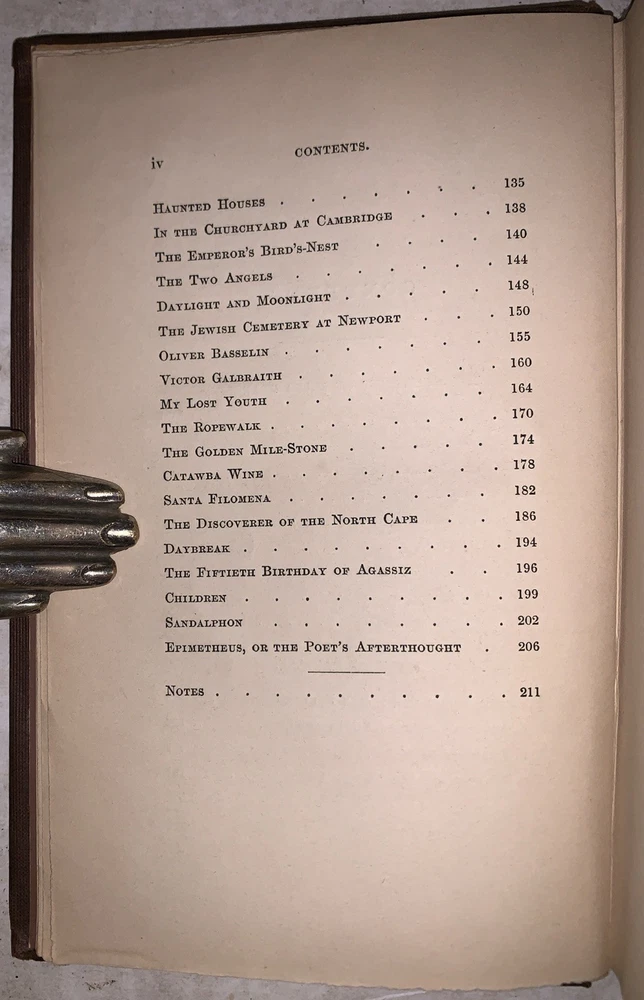 iv
CONTENTS.
HAUNTED HOUSES . . . . . . . 135
IN THE CHURCHYARD AT CAMBRIDGE . . . 138
THE EMPEROR'S BIRD'S-NEST . . . . 140
THE TWO ANGELS . . . . . . . 144
DAYLIGHT AND MOONLIGHT . . . . . 148
THE JEWISH CEMETERY AT NEWPORT . . . 150
OLIVER BASSELIN . . . . . . 155
VICTOR GALBRAITH . . . . . . . 160
MY LOST YOUTH . . . . . . . 164
THE ROPEWALK . . . . . . . . 170
THE GOLDEN MILE-STONE . . . . . 174
CATAWBA WINE . . . . . . . . 178
SANTA FILOMENA . . . . . . . 182
THE DISCOVERER OF THE NORTH CAPE . . 186
DAYBREAK . . . . . . . . . 194
THE FIFTIETH BIRTHDAY OF AGASSIZ . . 196
CHILDREN . . . . . . . . . 199
SANDALPHON . . . . . . . . 202
EPIMETHEUS, OR THE POET'S AFTERTHOUGHT . 206
NOTES . . . . . . . . . . 211